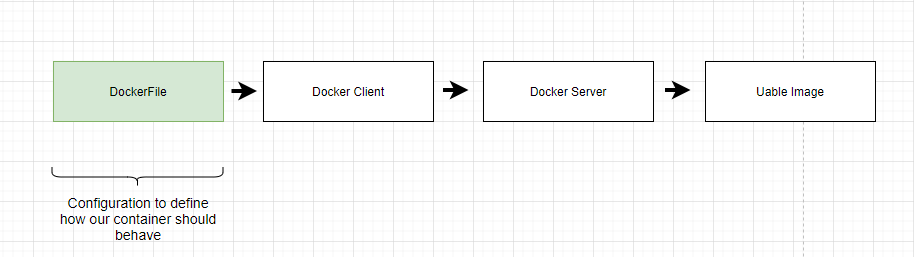 DockerFile
Docker Client
Docker Server
Uable Image
Configuration to define
how our container should
behave